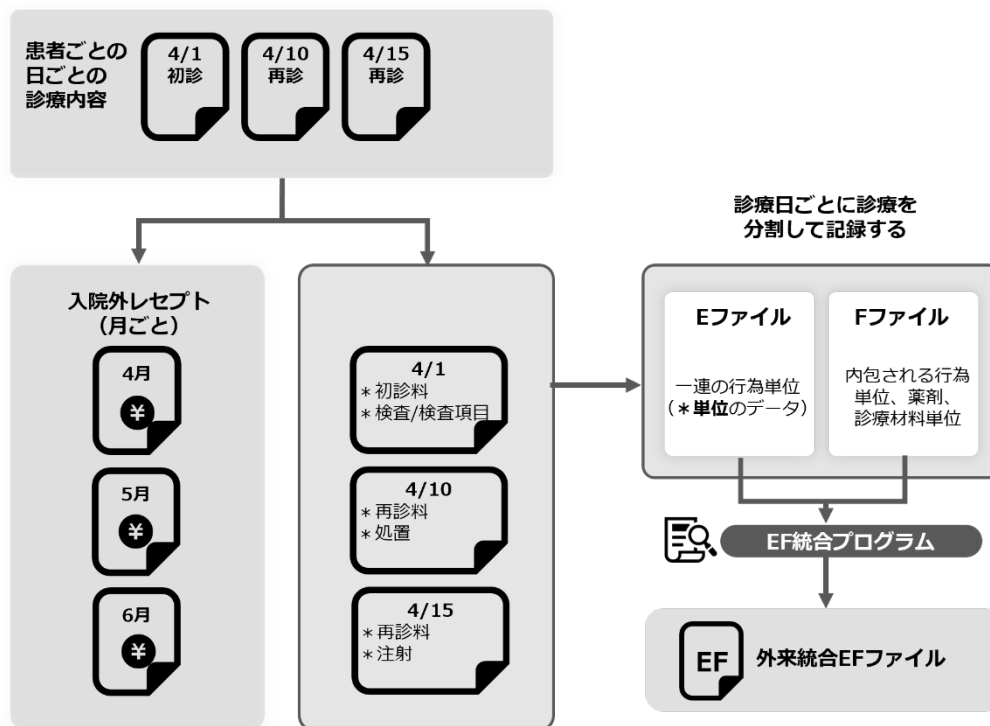 患者ごとの
日ごとの
診療内容
4/1
初診
4/10
再診
4/15
再診
入院外レセプト
（月ごと）
4月
¥
5月
¥
6月
¥
4/1
＊初診料
＊検査/検査項目
4/10
＊再診料
＊処置
4/15
＊再診料
＊注射
診療日ごとに診療を
分割して記録する
Eファイル
一連の行為単位
（＊単位のデータ）
Fファイル
内包される行為
単位、薬剤、
診療材料単位
EF統合プログラム
EF
外来統合EFファイル